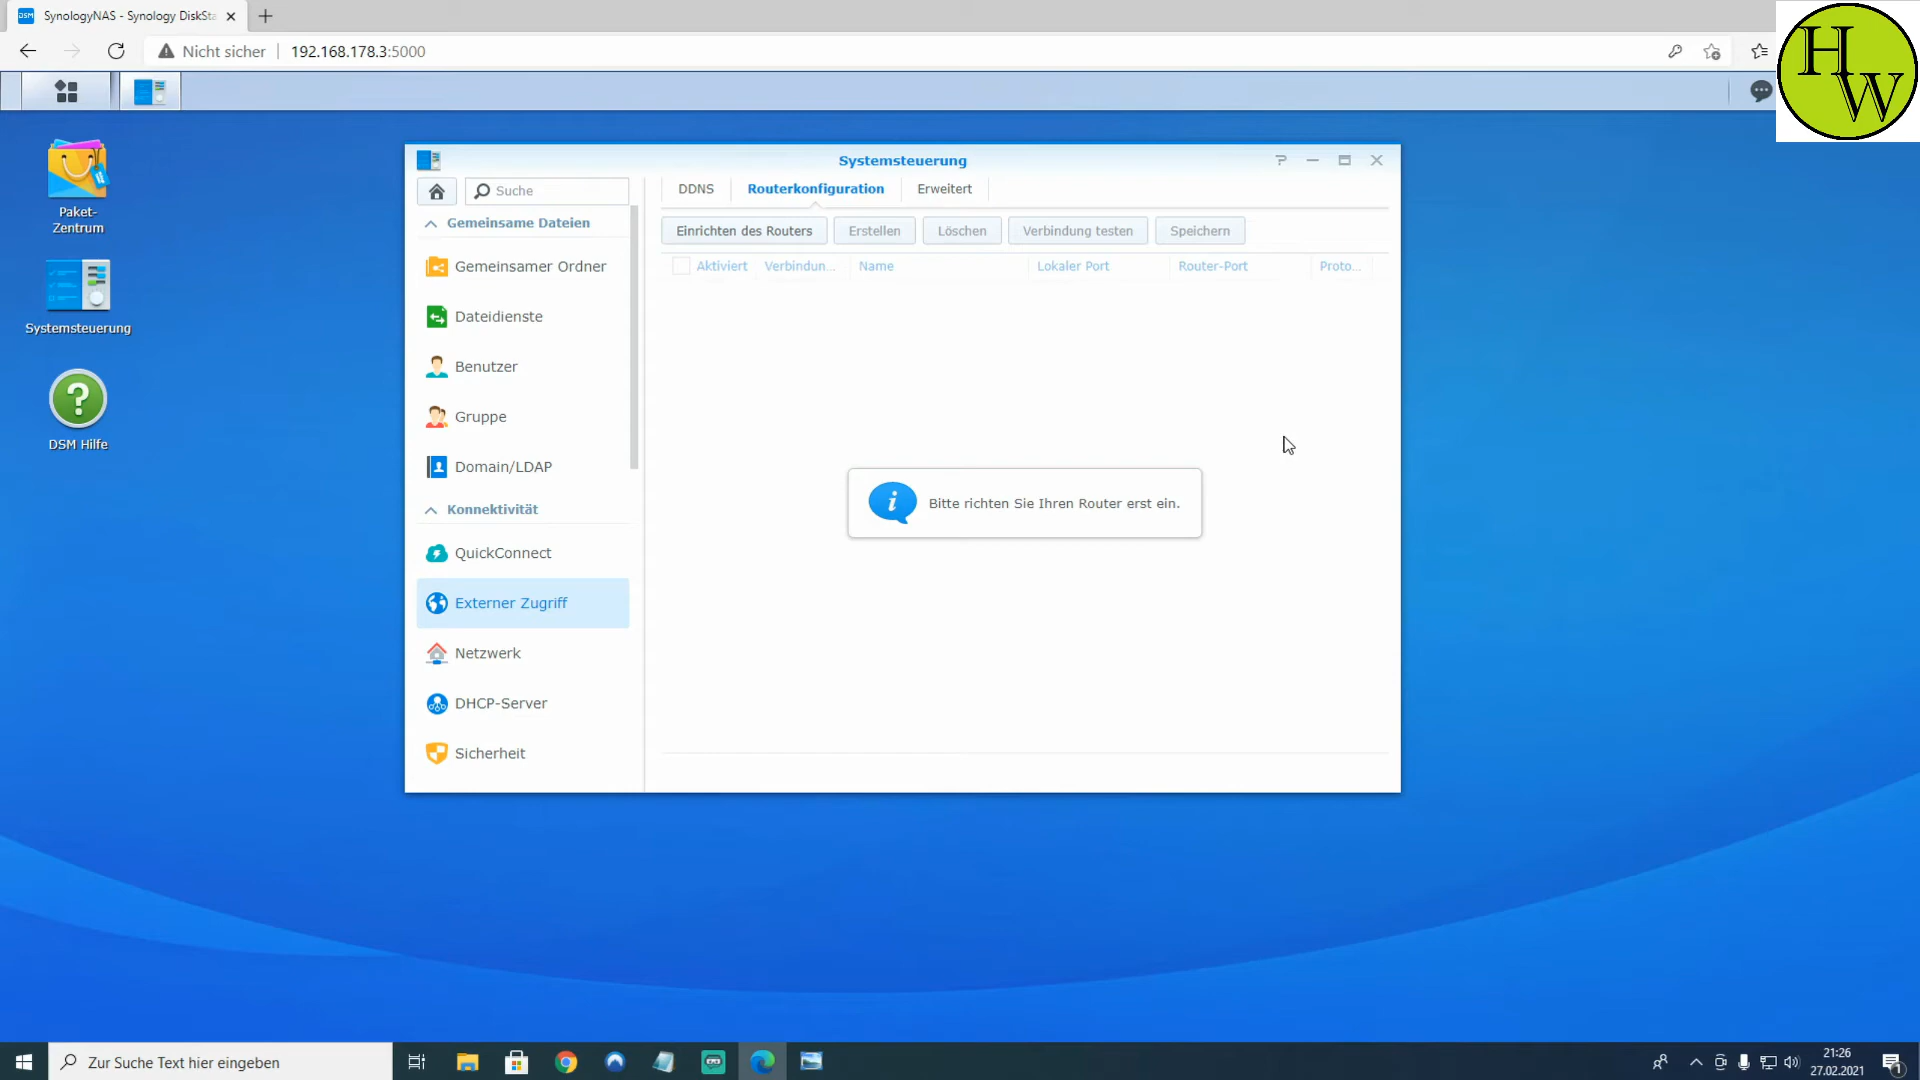 SynologyNAS - Synology DiskSta
Nicht sicher
192.168.178.3:5000
HW
Paket-
Zentrum
Systemsteuerung
DSM Hilfe
Systemsteuerung
Suche
Gemeinsame Dateien
Gemeinsamer Ordner
Dateidienste
Benutzer
Gruppe
Domain/LDAP
Konnektivität
QuickConnect
Externer Zugriff
Netzwerk
DHCP-Server
Sicherheit
DDNS
Routerkonfiguration
Erweitert
Einrichten des Routers
Erstellen
Löschen
Verbindung testen
Speichern
Aktiviert
Verbindun...
Name
Lokaler Port
Router-Port
Proto...
Bitte richten Sie Ihren Router erst ein.
Zur Suche Text hier eingeben
21:26
27.02.2021
1